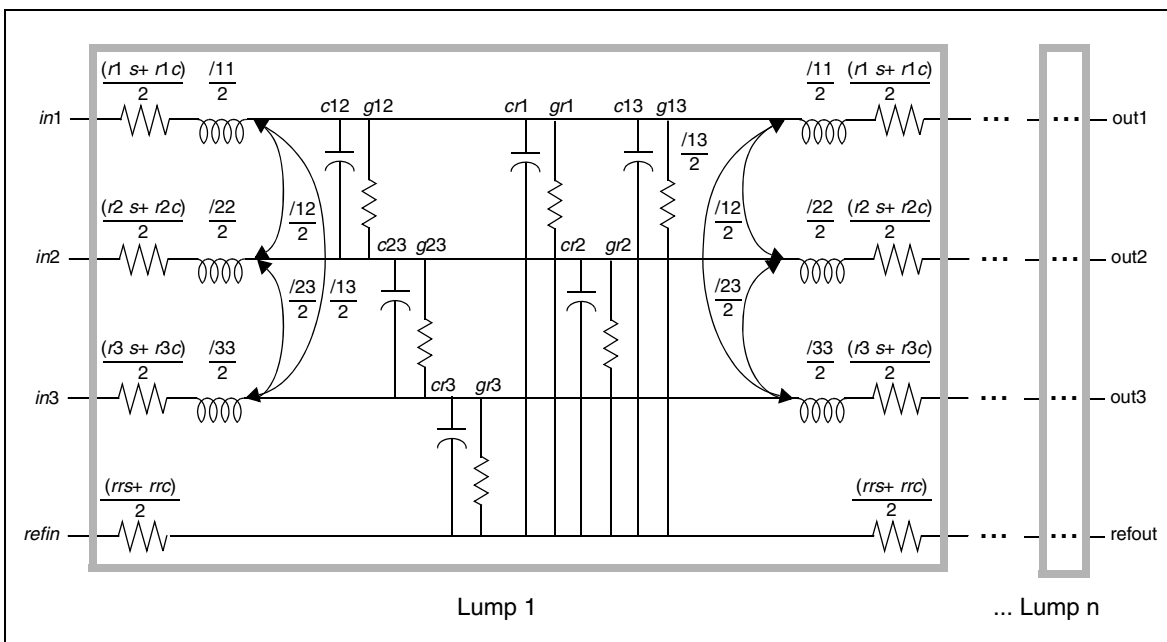 (r1 s+ r1c)
2
/11
2
/11
2
(r1 s+ r1c)
2
in1
c12 g12
cr1 gr1
c13 g13
/13
2
... ... out1
(r2 s+ r2c)
2
/22
2
/12
2
/12
2
/22
2
(r2 s+ r2c)
2
in2
c23 g23
cr2 gr2
... ... out2
/23
2
/13
2
/23
2
(r3 s+ r3c)
2
/33
2
/33
2
(r3 s+ r3c)
2
in3
cr3 gr3
... ... out3
(rrs+ rrc)
2
(rrs+ rrc)
2
refin
... ... refout
Lump 1
... Lump n